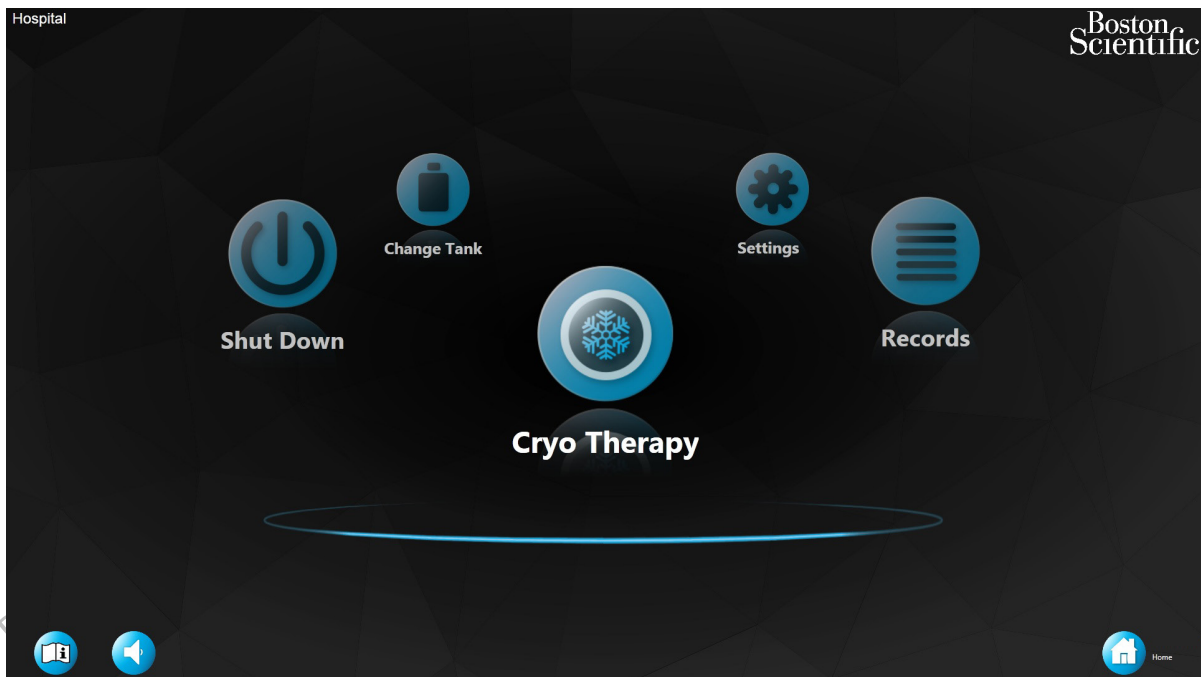 Hospital
Boston
Scientific
Change Tank
Settings
Shut Down
Records
Cryo Therapy
Home